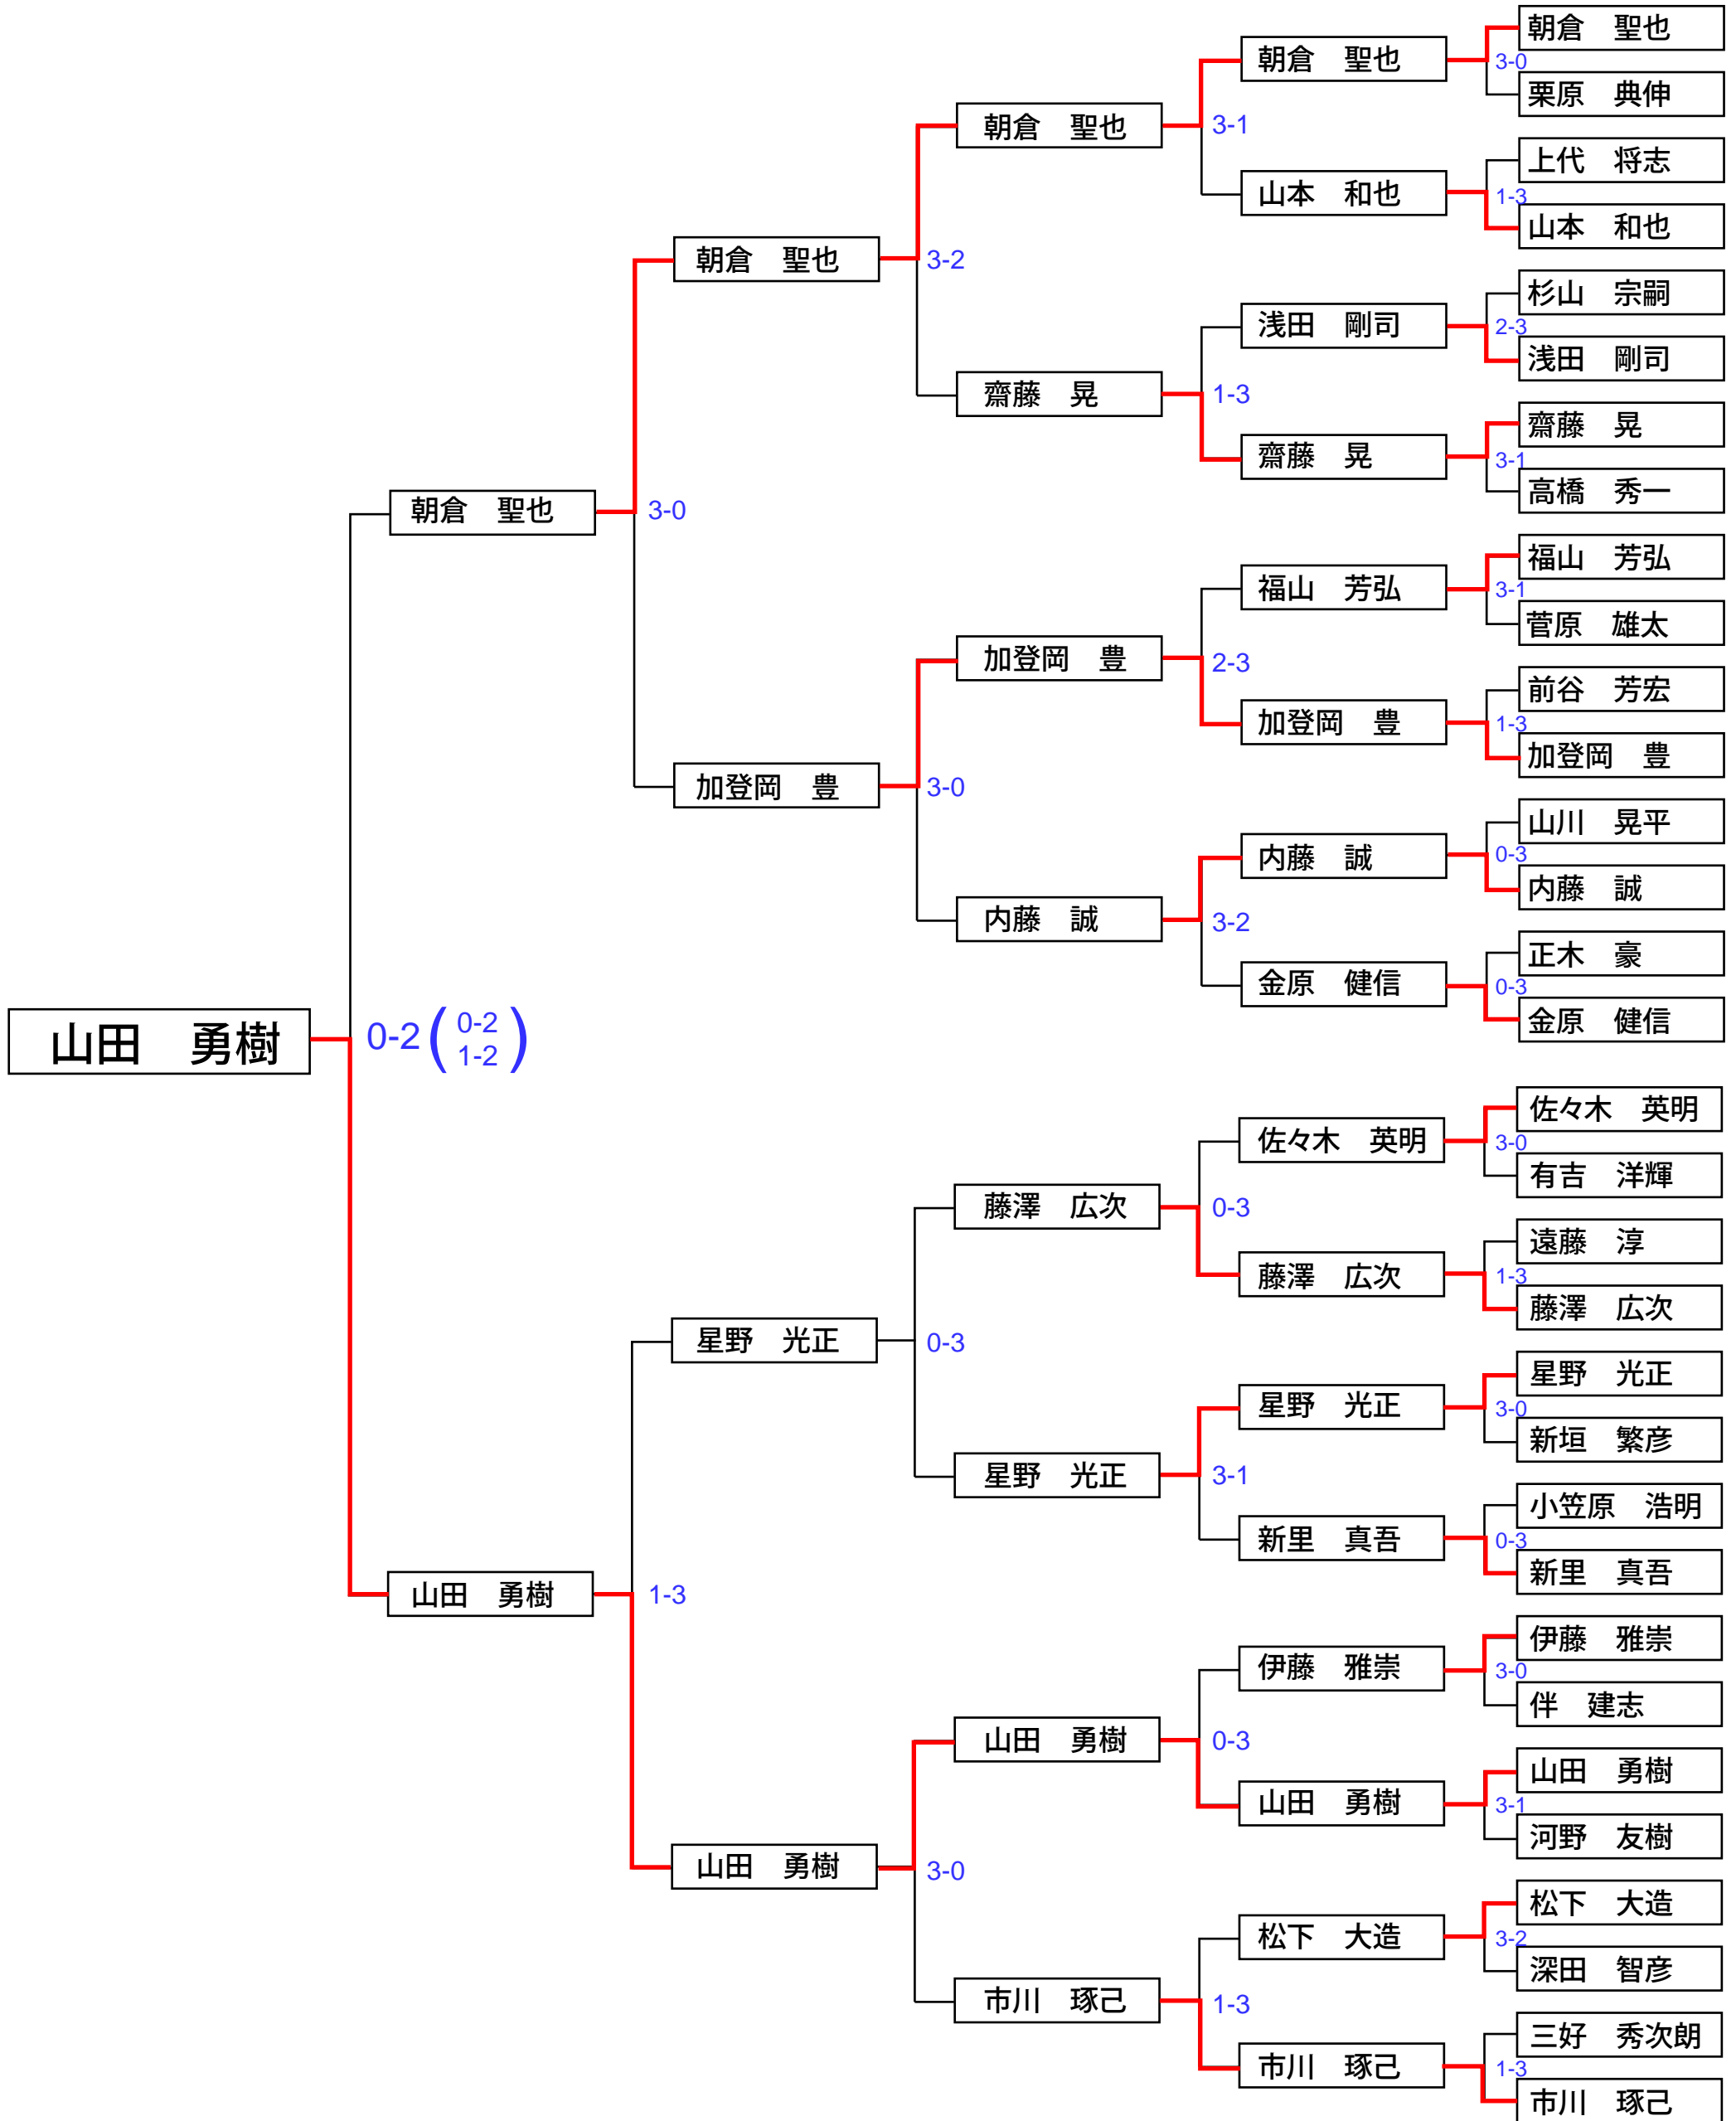 朝倉　聖也
3-0
栗原　典伸
上代　将志
1-3
山本　和也
杉山　宗嗣
2-3
浅田　剛司
齋藤　晃
3-1
高橋　秀一
福山　芳弘
3-1
菅原　雄太
前谷　芳宏
1-3
加登岡　豊
山川　晃平
0-3
内藤　誠
正木　豪
0-3
金原　健信
佐々木　英明
3-0
有吉　洋輝
遠藤　淳
1-3
藤澤　広次
星野　光正
3-0
新垣　繁彦
小笠原　浩明
0-3
新里　真吾
伊藤　雅崇
3-0
伴　建志
山田　勇樹
3-1
河野　友樹
松下　大造
3-2
深田　智彦
三好　秀次朗
1-3
市川　琢己
朝倉　聖也
3-1
山本　和也
浅田　剛司
1-3
齋藤　晃
福山　芳弘
2-3
加登岡　豊
内藤　誠
3-2
金原　健信
佐々木　英明
0-3
藤澤　広次
星野　光正
3-1
新里　真吾
伊藤　雅崇
0-3
山田　勇樹
松下　大造
1-3
市川　琢己
朝倉　聖也
3-2
齋藤　晃
加登岡　豊
3-0
内藤　誠
藤澤　広次
0-3
星野　光正
山田　勇樹
3-0
市川　琢己
朝倉　聖也
3-0
加登岡　豊
星野　光正
1-3
山田　勇樹
朝倉　聖也
0-2 (0-2
1-2)
山田　勇樹
山田　勇樹